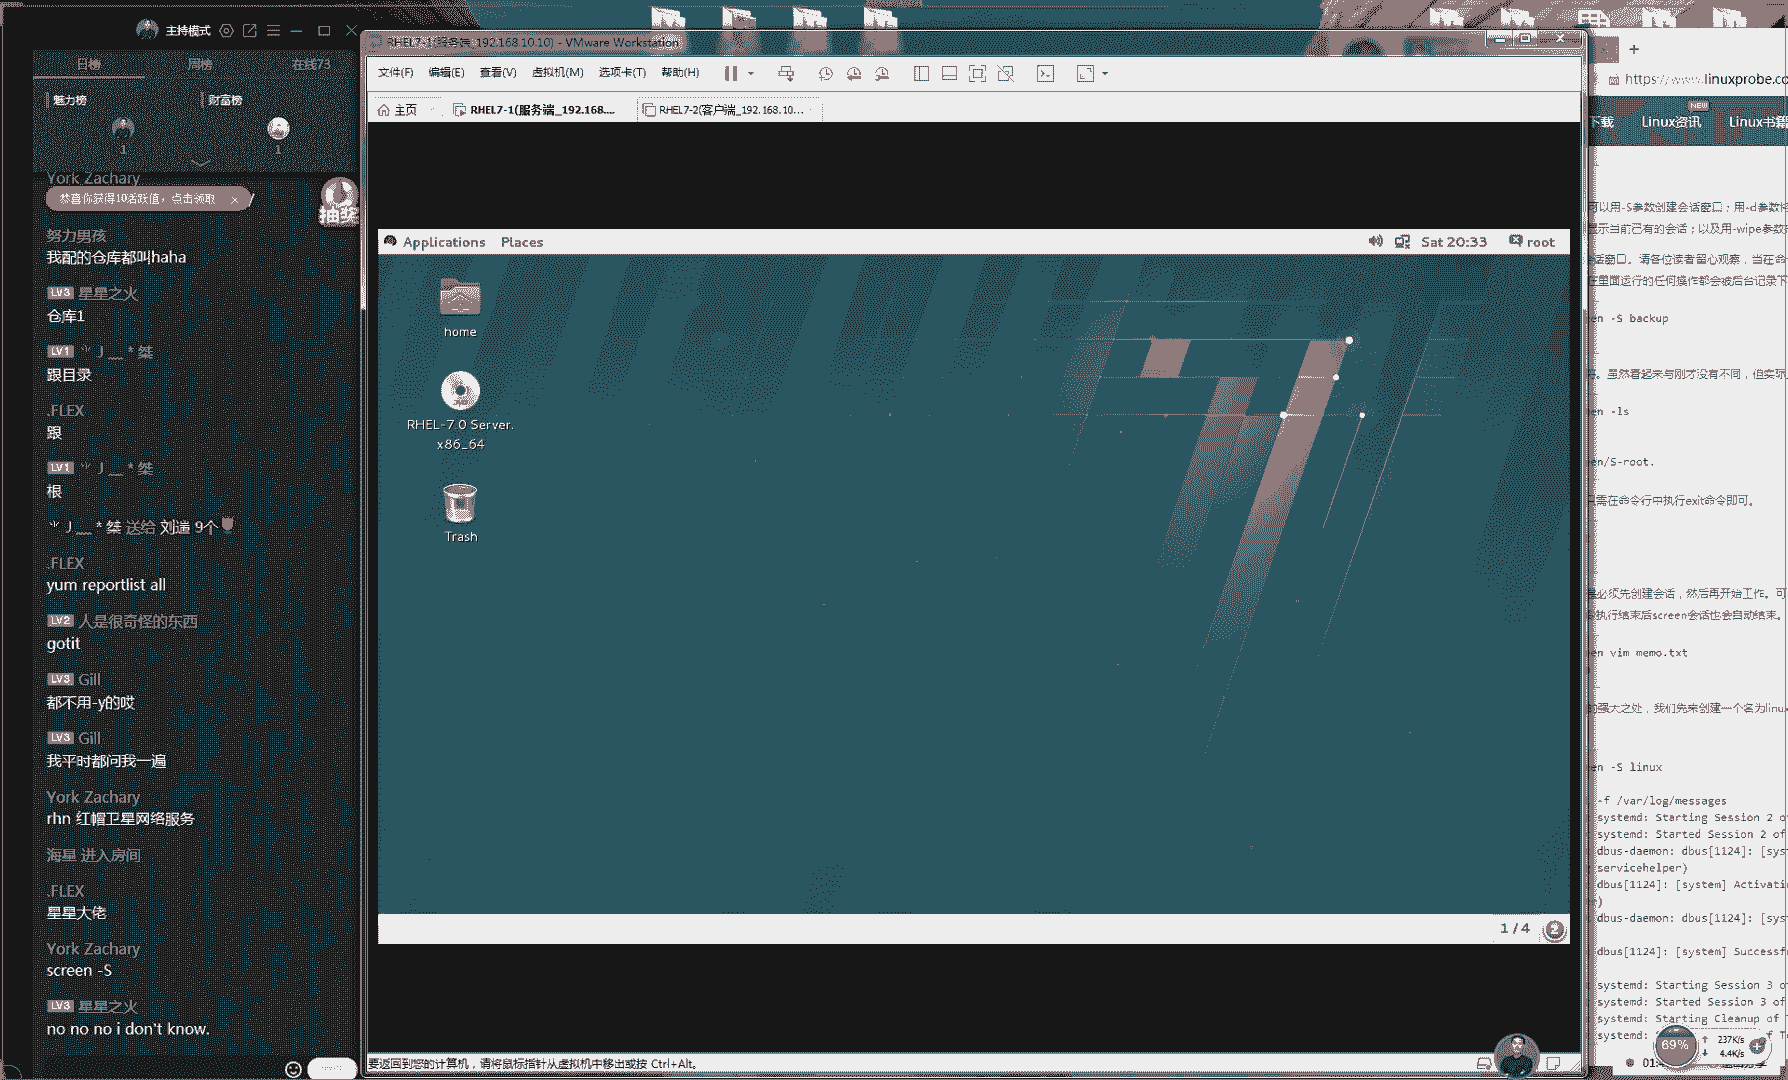 主持模式
日榜 周榜 在线73
魅力榜 财富榜
1 1
York Zachary
恭喜你获得10活跃值，点击领取 ×
抽奖
努力男孩
我配的仓库都叫haha
LV3 星星之火
仓库1
LV1
跟目录
.FLEX
跟
LV1
根
送给 刘遄 9个
.FLEX
yum reportlist all
LV2 人是很奇怪的东西
gotit
LV3 Gill
都不用-y的哎
LV3 Gill
我平时都问我一遍
York Zachary
rhn 红帽卫星网络服务
海星 进入房间
.FLEX
星星大佬
York Zachary
screen -S
LV3 星星之火
no no no i don't know.
RHEL7-1(服务端_192.168.10.10) - VMware Workstation
文件(F) 编辑(E) 查看(V) 虚拟机(M) 选项卡(T) 帮助(H)
主页 RHEL7-1(服务端_192.168.... RHEL7-2(客户端_192.168.10...
Applications Places Sat 20:33 root
home
RHEL-7.0 Server.
x86_64
Trash
1 / 4 2
要返回到您的计算机，请将鼠标指针从虚拟机中移出或按 Ctrl+Alt。
https://www.linuxprobe.co
NEW
下载 Linux资讯 Linux书籍
可以用-S参数创建会话窗口；用-d参数将
显示当前已有的会话；以及用-wipe参数
话窗口。请各位读者留心观察，当在命
在里面运行的任何操作都会被后台记录下
en -S backup
。虽然看起来与刚才没有不同，但实际
en -ls
en/S-root.
只需在命令行中执行exit命令即可。
必须先创建会话，然后再开始工作。可
执行结束后screen会话也会自动结束。
en vim memo.txt
的强大之处，我们先来创建一个名为linux
en -S linux
-f /var/log/messages
systemd: Starting Session 2 o
systemd: Started Session 2 of
dbus-daemon: dbus[1124]: [sys
servicehelper)
dbus[1124]: [system] Activatin
)
dbus-daemon: dbus[1124]: [sy
dbus[1124]: [system] Successf
systemd: Starting Session 3 o
systemd: Started Session 3 of
systemd: Starting Cleanup of T
systemd:
69% 237K/s
4.4K/s